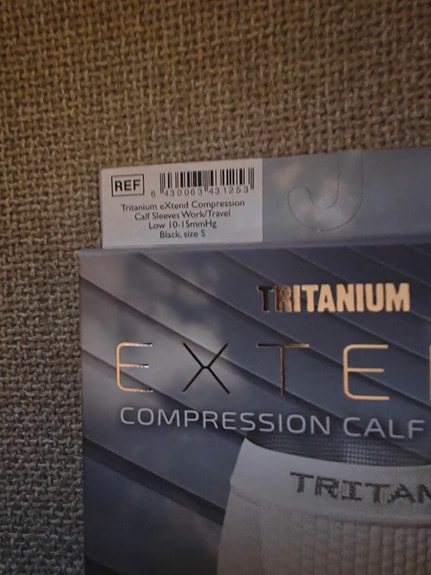 REF
6 430063 431253
Tritanium eXtend Compression
Calf Sleeves Work/Travel
Low 10-15mmHg
Black, size S
TRITANIUM
EXTE
COMPRESSION CALF
TRITAN